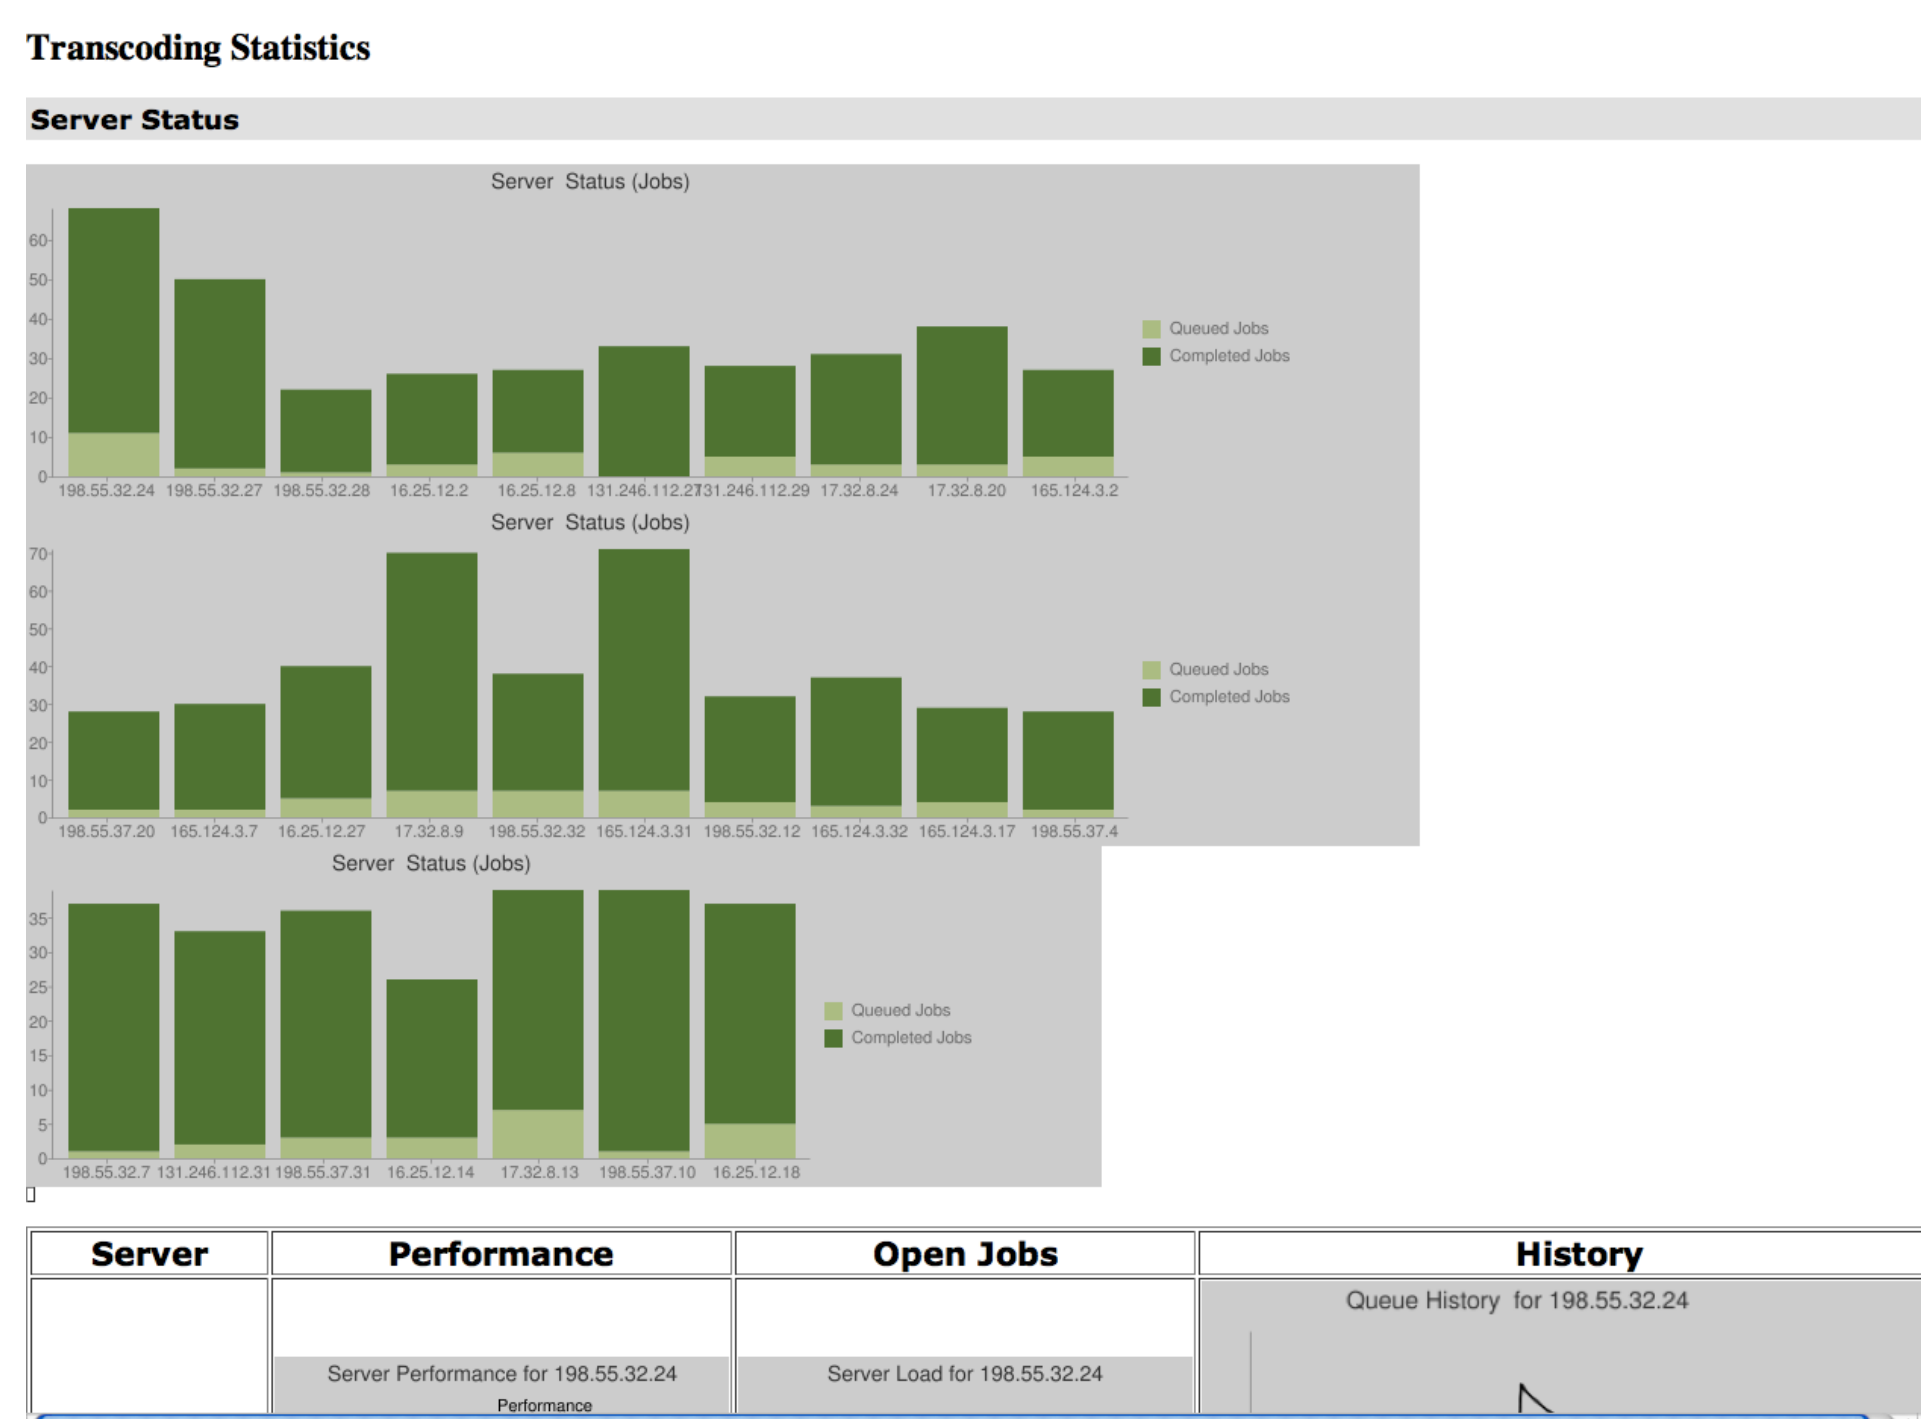 Transcoding Statistics
Server Status
Server Status (Jobs)
60
50
40
30
20
10
0
Queued Jobs
Completed Jobs
198.55.32.24 198.55.32.27 198.55.32.28 16.25.12.2 16.25.12.8 131.246.112.27 131.246.112.29 17.32.8.24 17.32.8.20 165.124.3.2
Server Status (Jobs)
70
60
50
40
30
20
10
0
Queued Jobs
Completed Jobs
198.55.37.20 165.124.3.7 16.25.12.27 17.32.8.9 198.55.32.32 165.124.3.31 198.55.32.12 165.124.3.32 165.124.3.17 198.55.37.4
Server Status (Jobs)
35
30
25
20
15
10
5
0
Queued Jobs
Completed Jobs
198.55.32.7 131.246.112.31 198.55.37.31 16.25.12.14 17.32.8.13 198.55.37.10 16.25.12.18
Server Performance Open Jobs History
Queue History for 198.55.32.24
Server Performance for 198.55.32.24
Performance
Server Load for 198.55.32.24